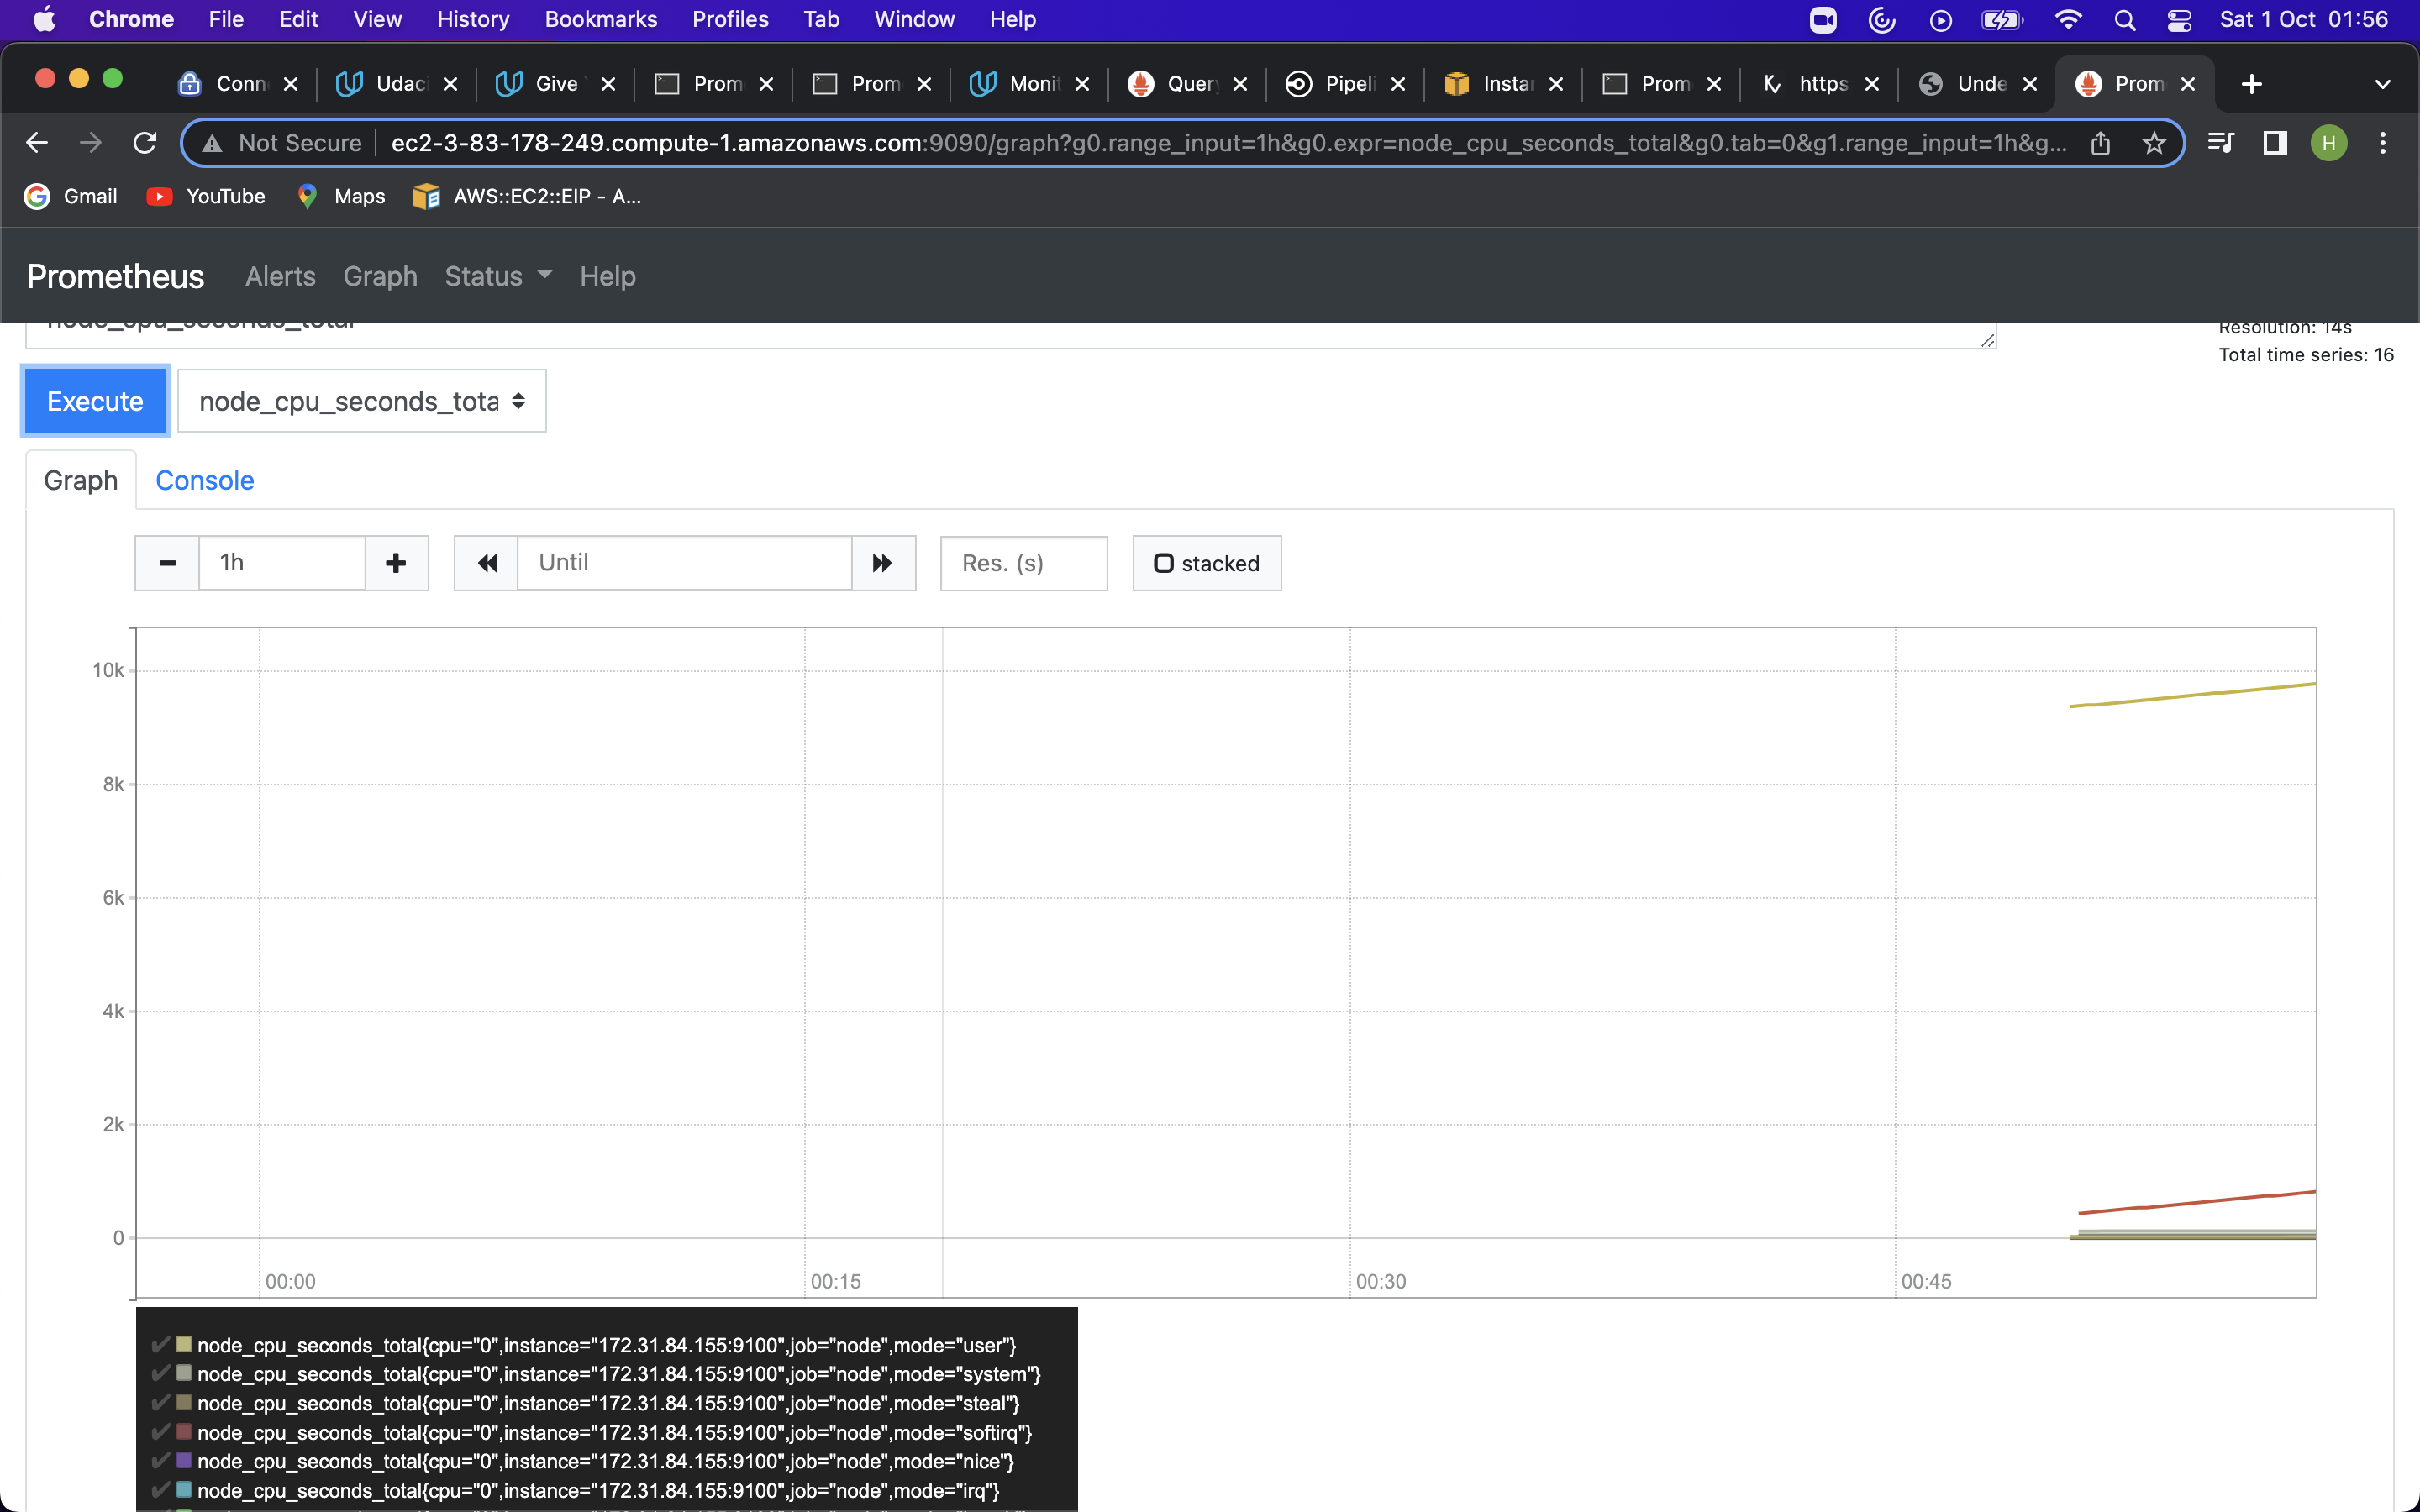 Chrome File Edit View History Bookmarks Profiles Tab Window Help Sat 1 Oct 01:56
Conn Udaci Give Prom Prom Monit Query Pipeli Instan Prom https Unde Prom
Not Secure ec2-3-83-178-249.compute-1.amazonaws.com:9090/graph?g0.range_input=1h&g0.expr=node_cpu_seconds_total&g0.tab=0&g1.range_input=1h&g... H
Gmail YouTube Maps AWS::EC2::EIP - A...
Prometheus Alerts Graph Status Help
node_cpu_seconds_total
Resolution: 14s
Total time series: 16
Execute node_cpu_seconds_tota
Graph Console
1h Until Res. (s) stacked
10k
8k
6k
4k
2k
0
00:00 00:15 00:30 00:45
node_cpu_seconds_total{cpu="0",instance="172.31.84.155:9100",job="node",mode="user"}
node_cpu_seconds_total{cpu="0",instance="172.31.84.155:9100",job="node",mode="system"}
node_cpu_seconds_total{cpu="0",instance="172.31.84.155:9100",job="node",mode="steal"}
node_cpu_seconds_total{cpu="0",instance="172.31.84.155:9100",job="node",mode="softirq"}
node_cpu_seconds_total{cpu="0",instance="172.31.84.155:9100",job="node",mode="nice"}
node_cpu_seconds_total{cpu="0",instance="172.31.84.155:9100",job="node",mode="irq"}